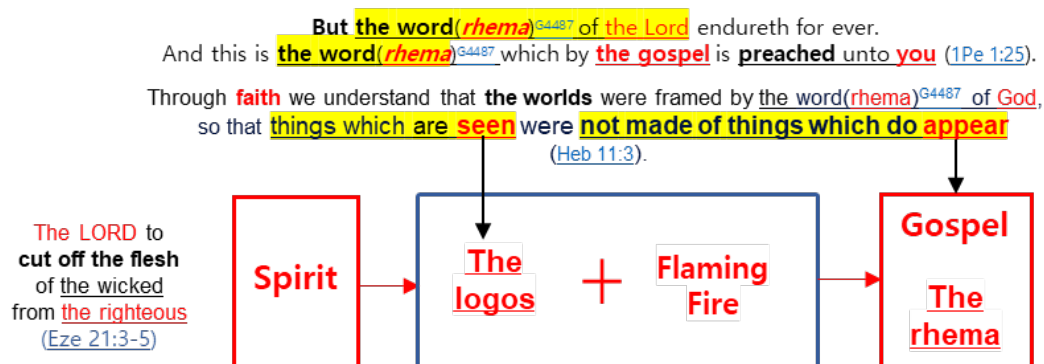 But the word(rhema)G4487 of the Lord endureth for ever.
And this is the word(rhema)G4487 which by the gospel is preached unto you (1Pe 1:25).
Through faith we understand that the worlds were framed by the word(rhema)G4487 of God,
so that things which are seen were not made of things which do appear
(Heb 11:3).
The LORD to
cut off the flesh
of the wicked
from the righteous
(Eze 21:3-5)
Spirit
The
logos
+
Flaming
Fire
Gospel
The
rhema